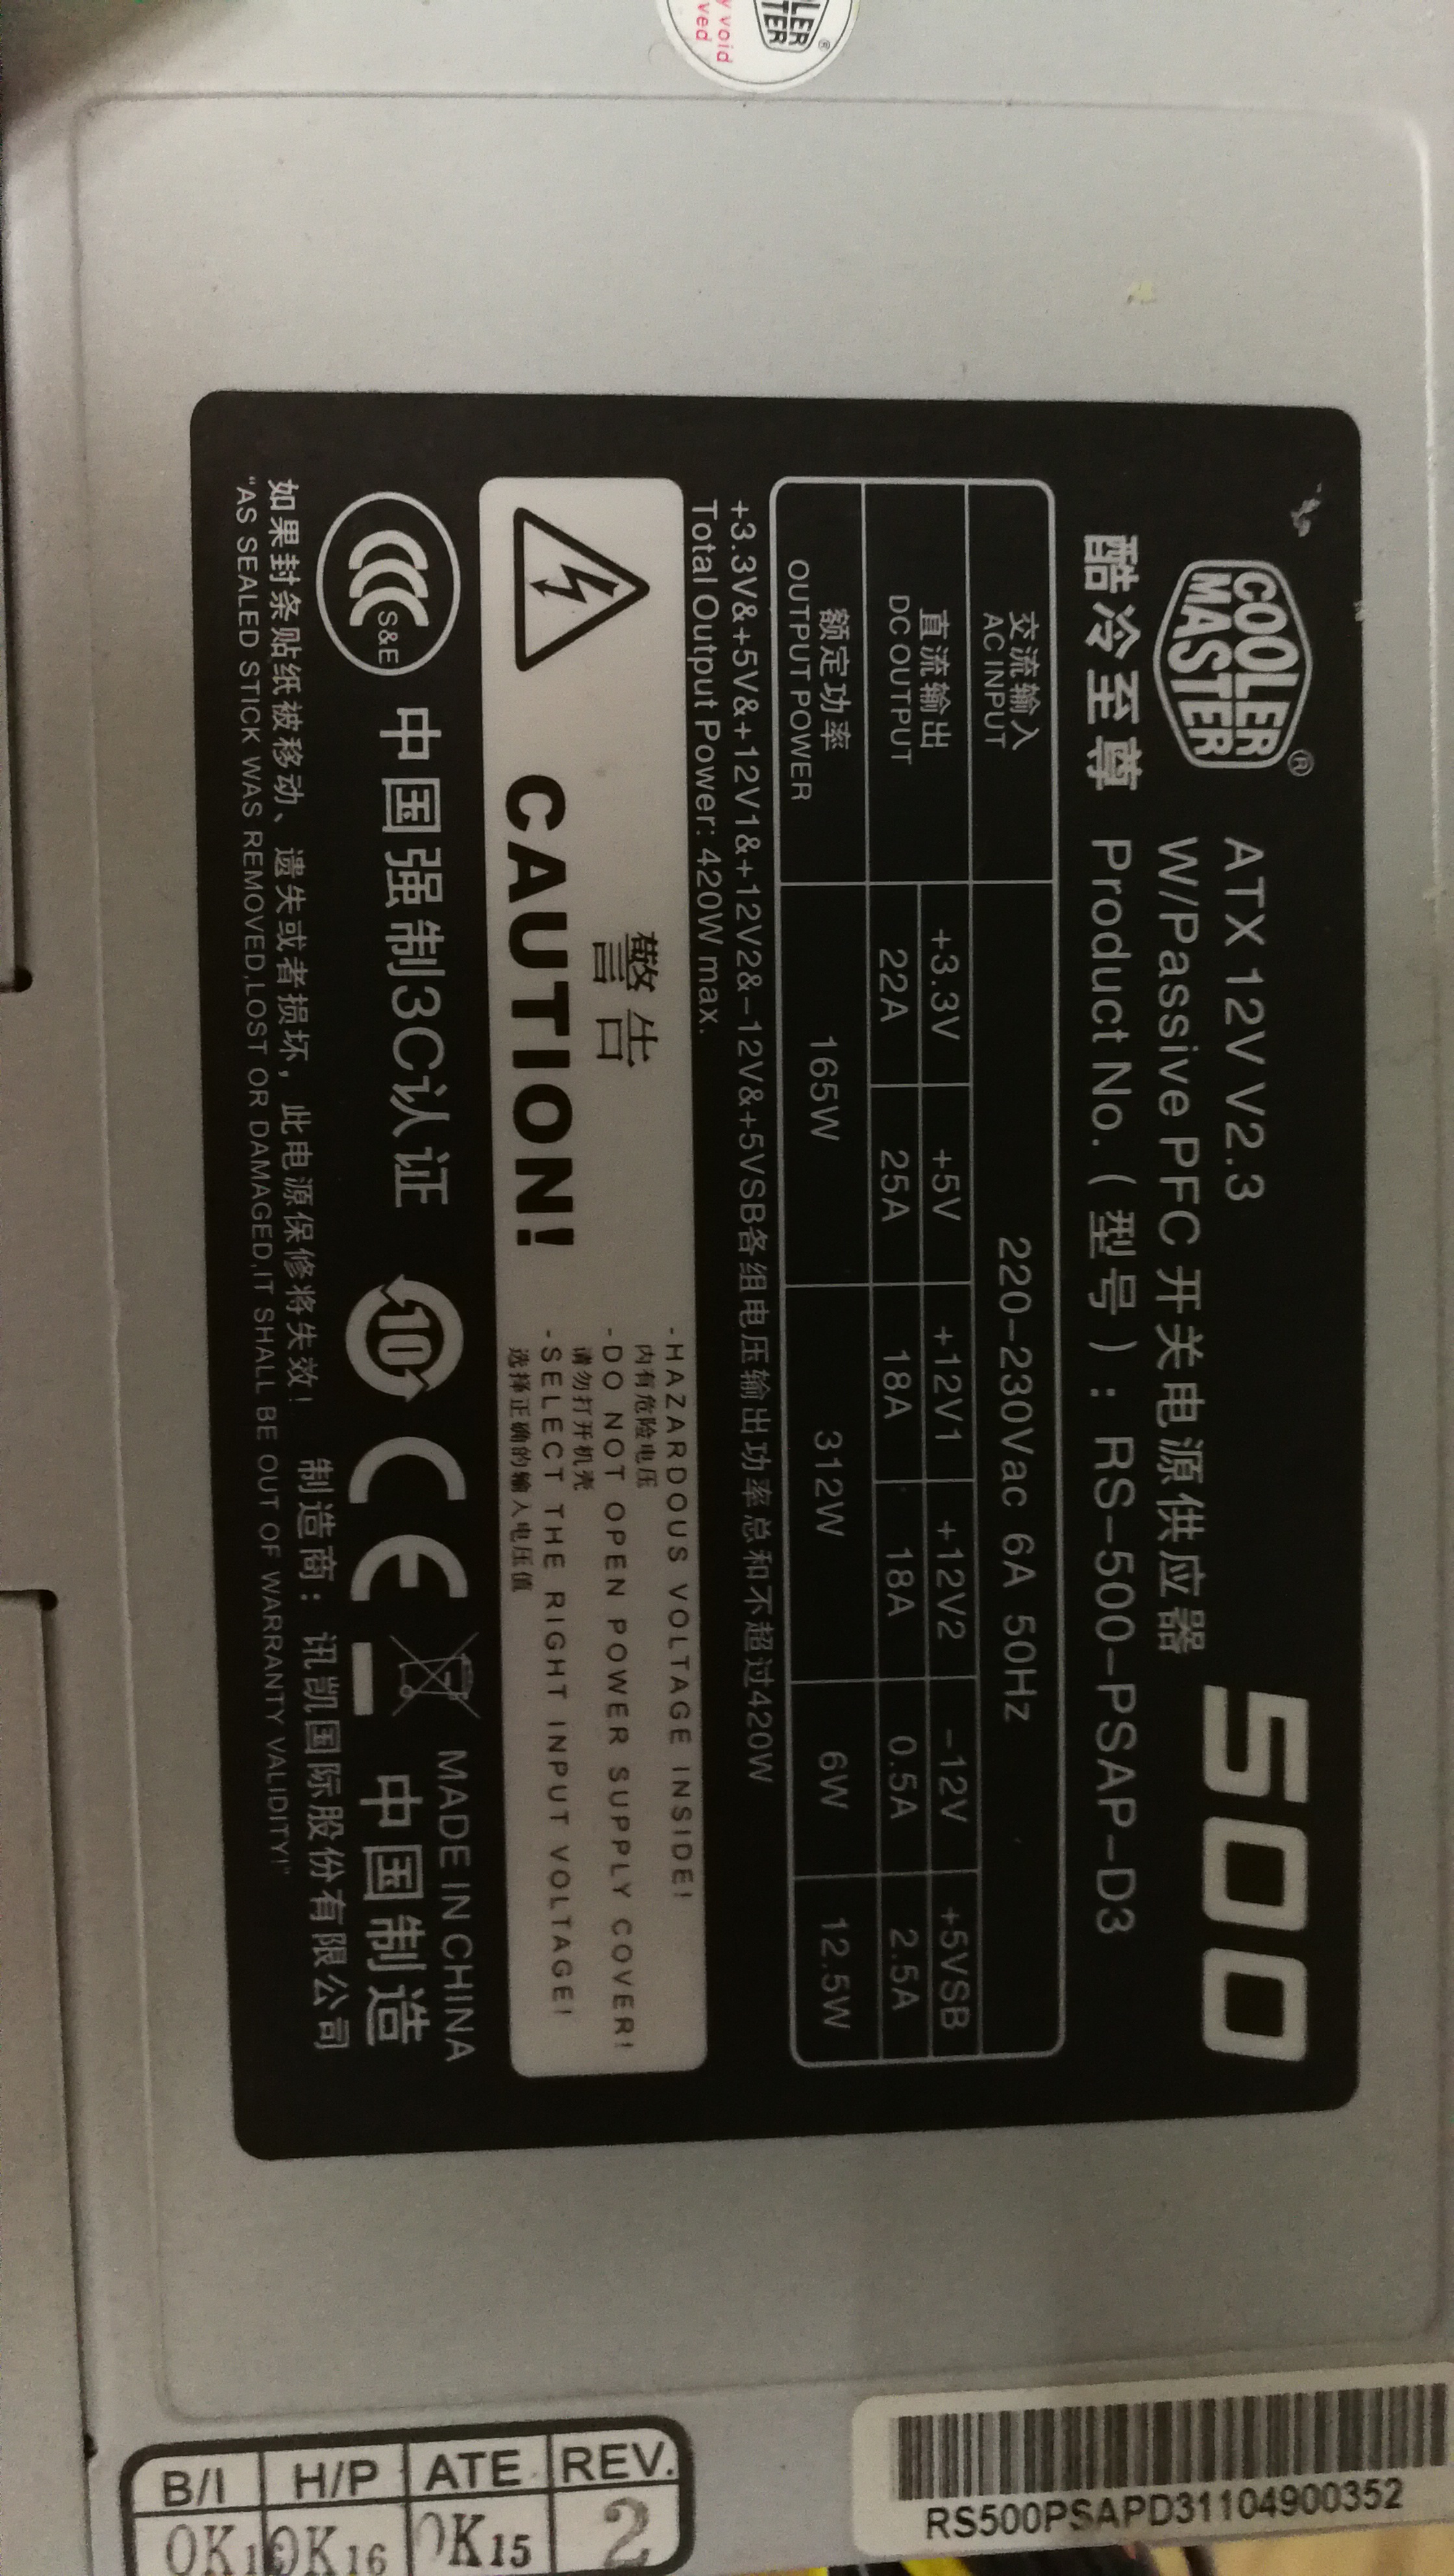 COOLER
MASTER®
酷冷至尊
ATX 12V V2.3
W/Passive PFC 开关电源供应器
Product No. (型号) : RS-500-PSAP-D3
500
交流输入
AC INPUT
220-230Vac 6A 50Hz
直流输出
DC OUTPUT
+3.3V +5V +12V1 +12V2 -12V +5VSB
22A 25A 18A 18A 0.5A 2.5A
额定功率
OUTPUT POWER
165W 312W 6W 12.5W
+3.3V&+5V&+12V1&+12V2&-12V&+5VSB各组电压输出功率总和不超过420W
Total Output Power: 420W max.
警告
CAUTION!
-HAZARDOUS VOLTAGE INSIDE!
内有危险电压
-DO NOT OPEN POWER SUPPLY COVER!
请勿打开机壳
-SELECT THE RIGHT INPUT VOLTAGE!
选择正确的输入电压值
CCC S&E
中国强制3C认证
10
CE
MADE IN CHINA
中国制造
如果封条贴纸被移动、遗失或者损坏，此电源保修将失效! 制造商: 讯凯国际股份有限公司
"AS SEALED STICK WAS REMOVED,LOST OR DAMAGED,IT SHALL BE OUT OF WARRANTY VALIDITY!"
LER
TER®
void
ved
RS500PSAPD31104900352
B/I H/P ATE REV.
OK16 OK15 2